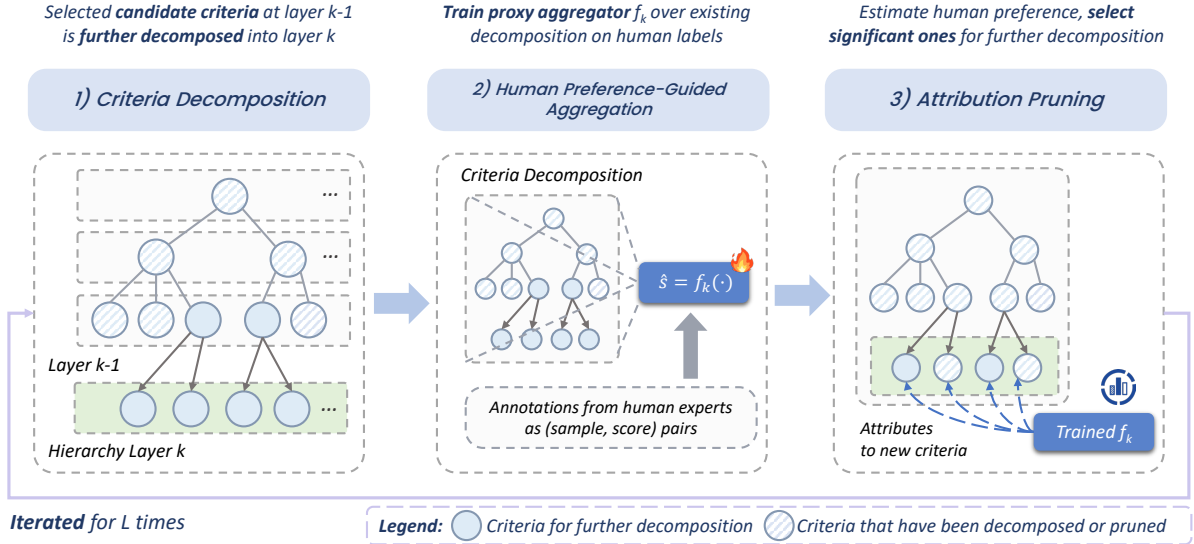 Selected candidate criteria at layer k-1
is further decomposed into layer k
Train proxy aggregator f_k over existing
decomposition on human labels
Estimate human preference, select
significant ones for further decomposition
1) Criteria Decomposition
2) Human Preference-Guided
Aggregation
3) Attribution Pruning
...
...
...
Layer k-1
...
Hierarchy Layer k
Criteria Decomposition
ŝ = f_k(·)
Annotations from human experts
as (sample, score) pairs
Attributes
to new criteria
Trained f_k
Iterated for L times
Legend: Criteria for further decomposition Criteria that have been decomposed or pruned